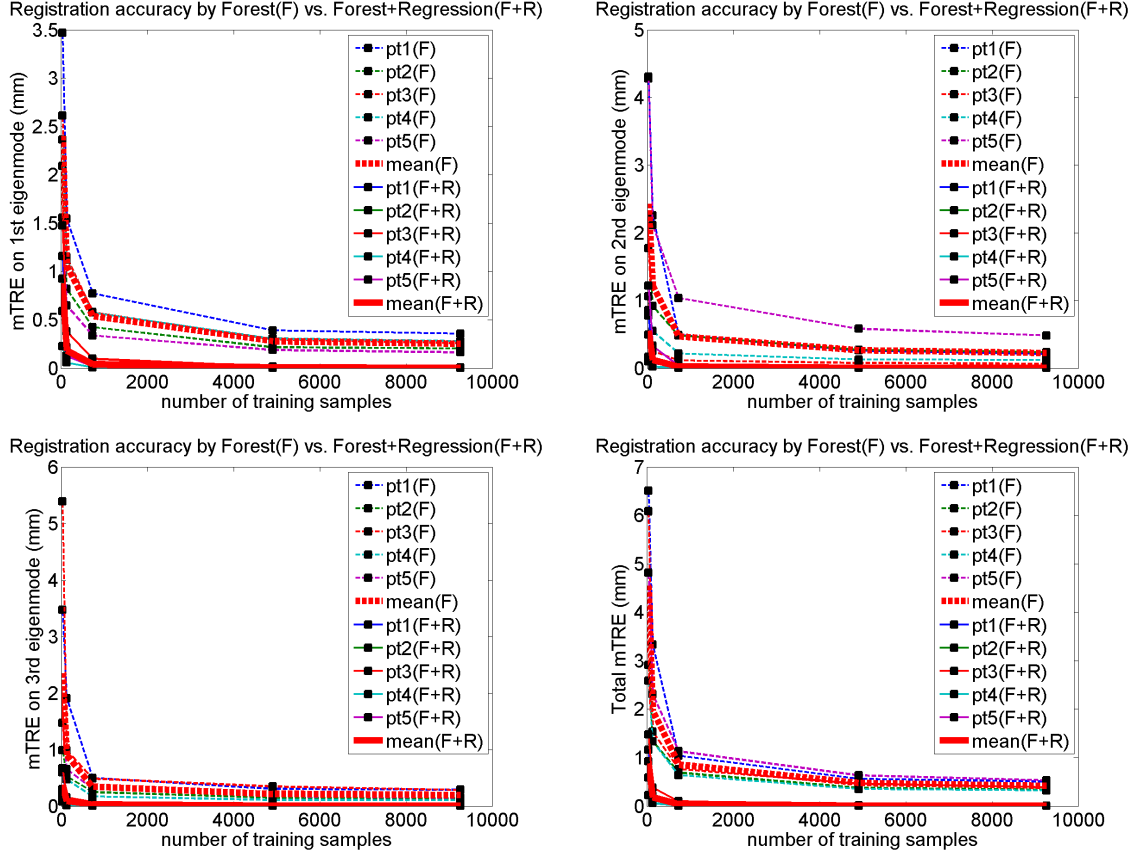 Registration accuracy by Forest(F) vs. Forest+Regression(F+R)
mTRE on 1st eigenmode (mm)
3.5
3
2.5
2
1.5
1
0.5
0
0
2000
4000
6000
8000
10000
number of training samples
pt1(F)
pt2(F)
pt3(F)
pt4(F)
pt5(F)
mean(F)
pt1(F+R)
pt2(F+R)
pt3(F+R)
pt4(F+R)
pt5(F+R)
mean(F+R)
Registration accuracy by Forest(F) vs. Forest+Regression(F+R)
mTRE on 2nd eigenmode (mm)
5
4
3
2
1
0
0
2000
4000
6000
8000
10000
number of training samples
pt1(F)
pt2(F)
pt3(F)
pt4(F)
pt5(F)
mean(F)
pt1(F+R)
pt2(F+R)
pt3(F+R)
pt4(F+R)
pt5(F+R)
mean(F+R)
Registration accuracy by Forest(F) vs. Forest+Regression(F+R)
mTRE on 3rd eigenmode (mm)
6
5
4
3
2
1
0
0
2000
4000
6000
8000
10000
number of training samples
pt1(F)
pt2(F)
pt3(F)
pt4(F)
pt5(F)
mean(F)
pt1(F+R)
pt2(F+R)
pt3(F+R)
pt4(F+R)
pt5(F+R)
mean(F+R)
Registration accuracy by Forest(F) vs. Forest+Regression(F+R)
Total mTRE (mm)
7
6
5
4
3
2
1
0
0
2000
4000
6000
8000
10000
number of training samples
pt1(F)
pt2(F)
pt3(F)
pt4(F)
pt5(F)
mean(F)
pt1(F+R)
pt2(F+R)
pt3(F+R)
pt4(F+R)
pt5(F+R)
mean(F+R)